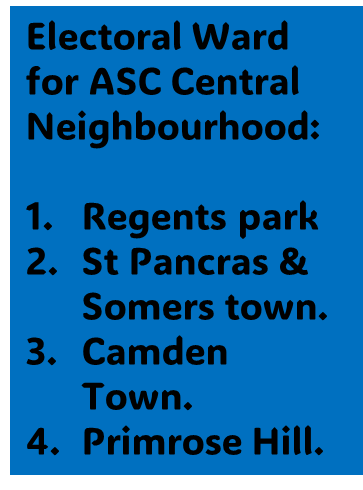 Electoral Ward
for ASC Central
Neighbourhood:
1. Regents park
2. St Pancras &
Somers town.
3. Camden
Town.
4. Primrose Hill.